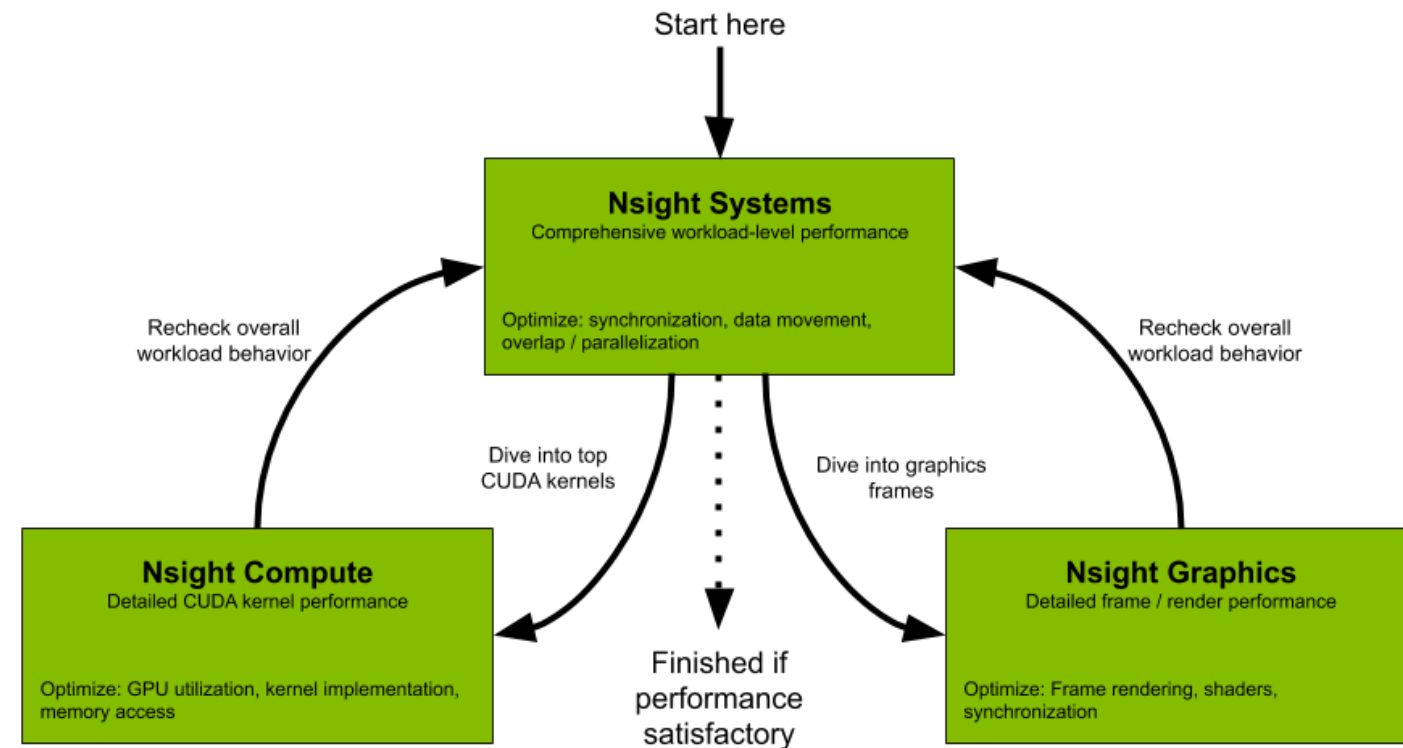 Start here
Nsight Systems
Comprehensive workload-level performance
Optimize: synchronization, data movement,
overlap / parallelization
Recheck overall
workload behavior
Recheck overall
workload behavior
Dive into top
CUDA kernels
Dive into graphics
frames
Nsight Compute
Detailed CUDA kernel performance
Optimize: GPU utilization, kernel implementation,
memory access
Finished if
performance
satisfactory
Nsight Graphics
Detailed frame / render performance
Optimize: Frame rendering, shaders,
synchronization